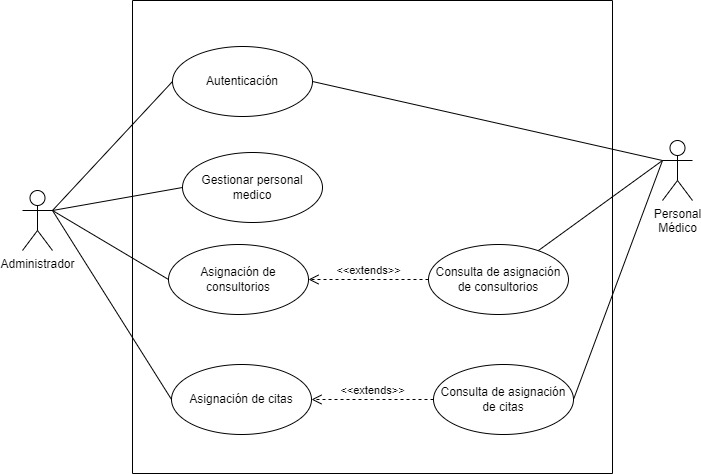 Autenticación
Gestionar personal
medico
Personal
Médico
Administrador
Asignación de
consultorios
<<extends>>
Consulta de asignación
de consultorios
Asignación de citas
<<extends>>
Consulta de asignación
de citas